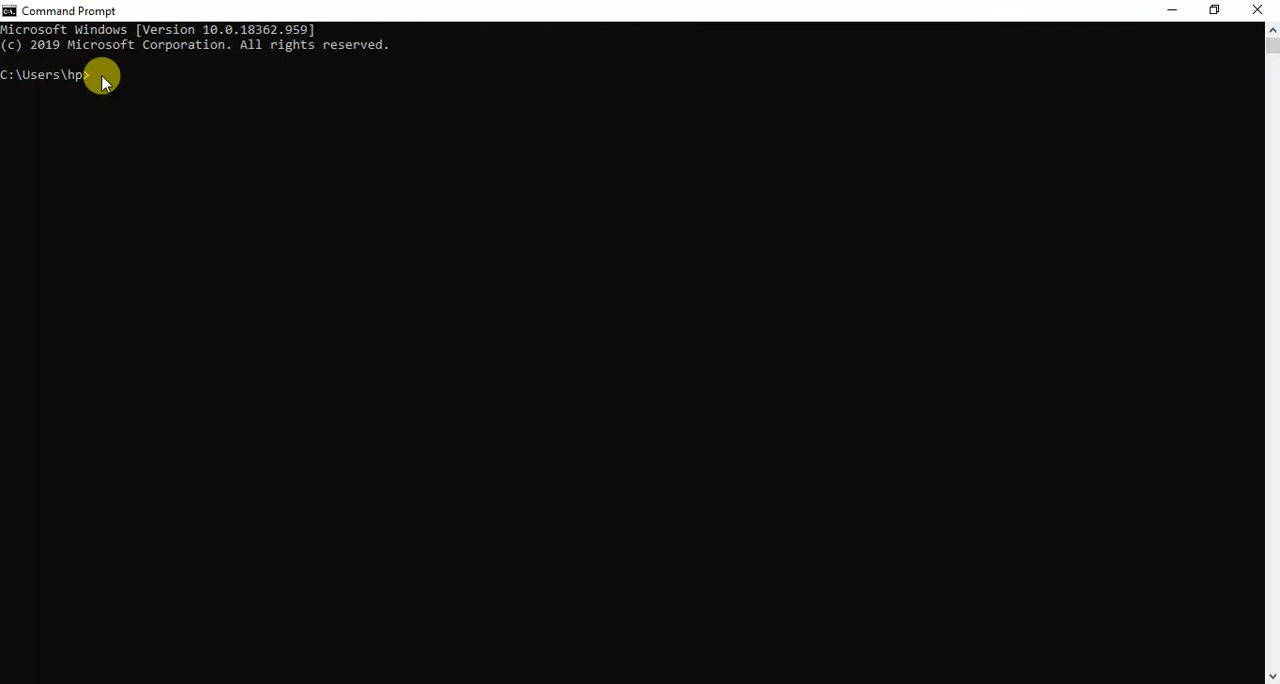 Command Prompt
Microsoft Windows [Version 10.0.18362.959]
(c) 2019 Microsoft Corporation. All rights reserved.
C:\Users\hp>